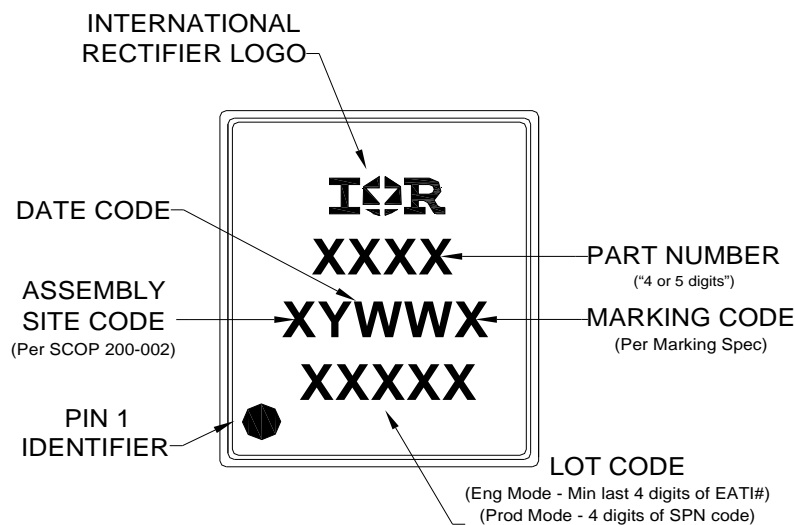 INTERNATIONAL
RECTIFIER LOGO
IOR
DATE CODE
XXXX
PART NUMBER
("4 or 5 digits")
ASSEMBLY
SITE CODE
(Per SCOP 200-002)
XYWWX
MARKING CODE
(Per Marking Spec)
XXXXX
PIN 1
IDENTIFIER
LOT CODE
(Eng Mode - Min last 4 digits of EATI#)
(Prod Mode - 4 digits of SPN code)